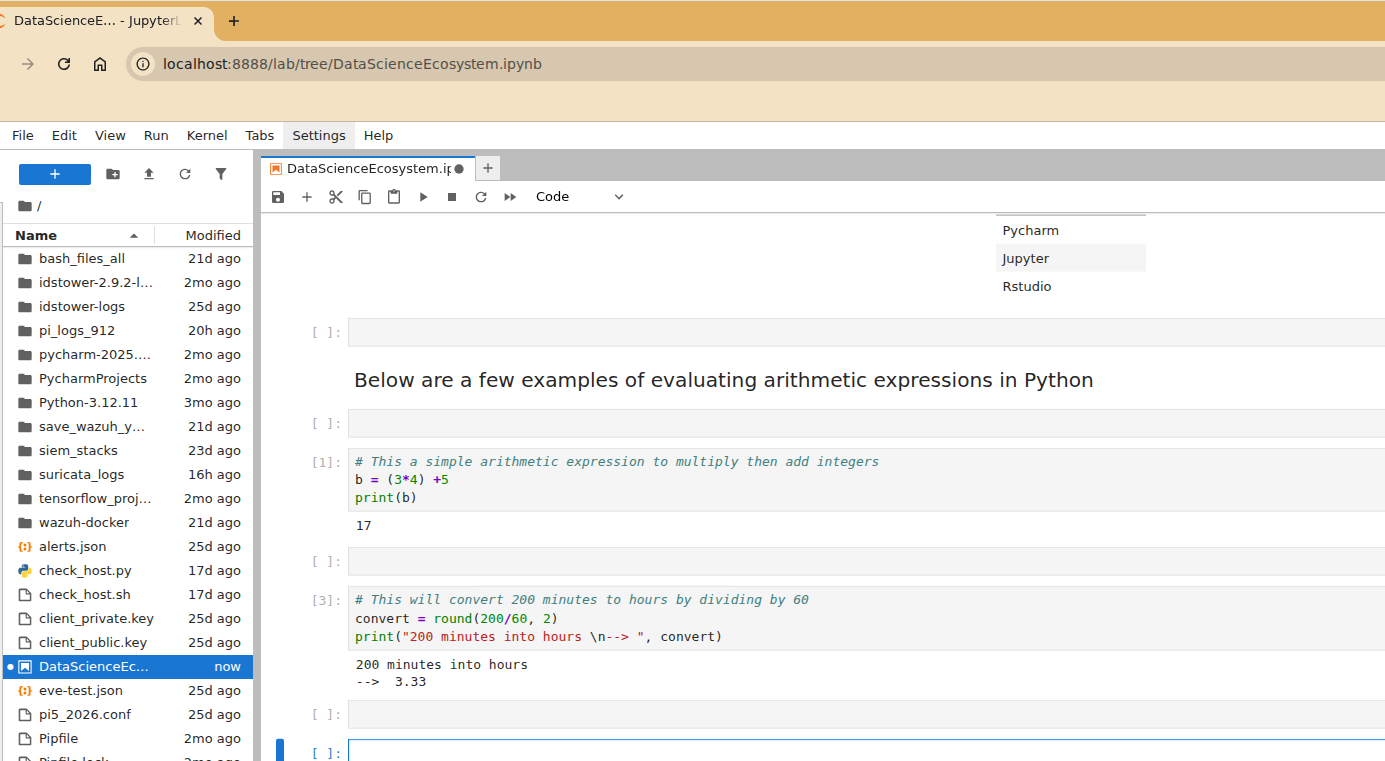 DataScienceE... - JupyterL
localhost:8888/lab/tree/DataScienceEcosystem.ipynb
File Edit View Run Kernel Tabs Settings Help
DataScienceEcosystem.ip
/
Code
Name Modified
bash_files_all 21d ago
idstower-2.9.2-l... 2mo ago
idstower-logs 25d ago
pi_logs_912 20h ago
pycharm-2025.... 2mo ago
PycharmProjects 2mo ago
Python-3.12.11 3mo ago
save_wazuh_y... 21d ago
siem_stacks 23d ago
suricata_logs 16h ago
tensorflow_proj... 2mo ago
wazuh-docker 21d ago
alerts.json 25d ago
check_host.py 17d ago
check_host.sh 17d ago
client_private.key 25d ago
client_public.key 25d ago
DataScienceEc... now
eve-test.json 25d ago
pi5_2026.conf 25d ago
Pipfile 2mo ago
Pipfile.lock 2mo ago
Pycharm
Jupyter
Rstudio
[ ]:
Below are a few examples of evaluating arithmetic expressions in Python
[ ]:
[1]: # This a simple arithmetic expression to multiply then add integers
b = (3*4) +5
print(b)
17
[ ]:
[3]: # This will convert 200 minutes to hours by dividing by 60
convert = round(200/60, 2)
print("200 minutes into hours \n--> ", convert)
200 minutes into hours
-->  3.33
[ ]:
[ ]: